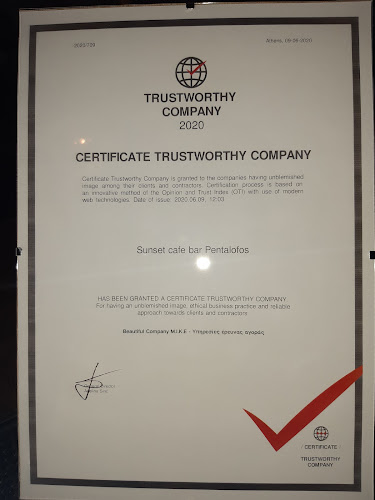 Athens, 09-06-2020
TRUSTWORTHY
COMPANY
2020
CERTIFICATE TRUSTWORTHY COMPANY
Certificate Trustworthy Company is granted to the companies having unblemished
image among their clients and contractors. Certification process is based on
an innovative method of the Opinion and Trust Index (OTI) with use of modern
web technologies. Date of issue: 2020.06.09., 12:03
Sunset cafe bar Pentalofos
HAS BEEN GRANTED A CERTIFICATE TRUSTWORTHY COMPANY
For having an unblemished image, ethical business practice and reliable
approach towards clients and contractors
Beautiful Company M.I.K.E - Υπηρεσίες έρευνας αγοράς
CERTIFICATE
TRUSTWORTHY
COMPANY